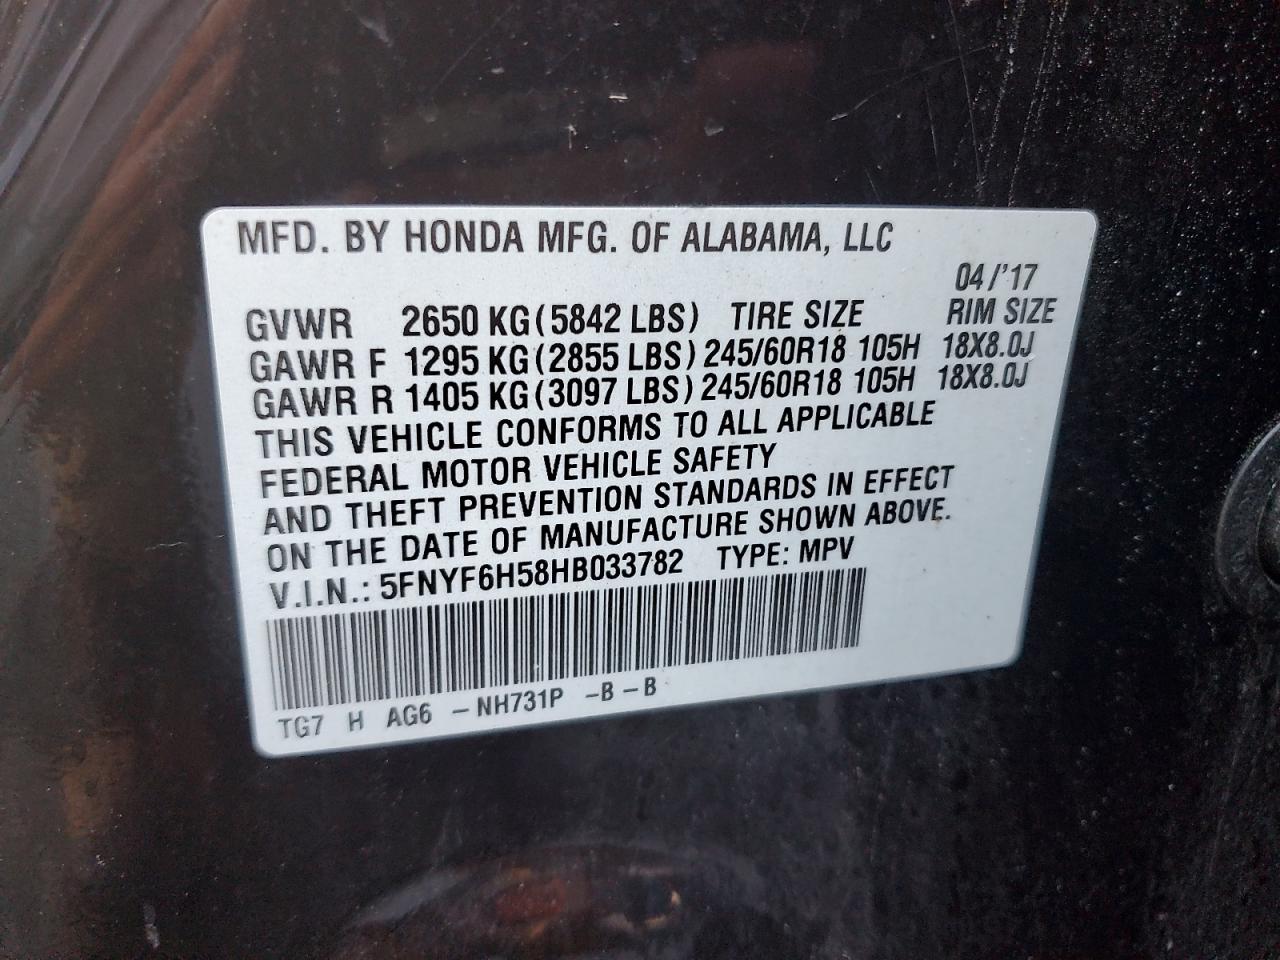 MFD. BY HONDA MFG. OF ALABAMA, LLC
04/'17
GVWR 2650 KG(5842 LBS) TIRE SIZE RIM SIZE
GAWR F 1295 KG(2855 LBS) 245/60R18 105H 18X8.0J
GAWR R 1405 KG(3097 LBS) 245/60R18 105H 18X8.0J
THIS VEHICLE CONFORMS TO ALL APPLICABLE
FEDERAL MOTOR VEHICLE SAFETY
AND THEFT PREVENTION STANDARDS IN EFFECT
ON THE DATE OF MANUFACTURE SHOWN ABOVE.
V.I.N.: 5FNYF6H58HB033782 TYPE: MPV
TG7 H AG6 -NH731P -B-B